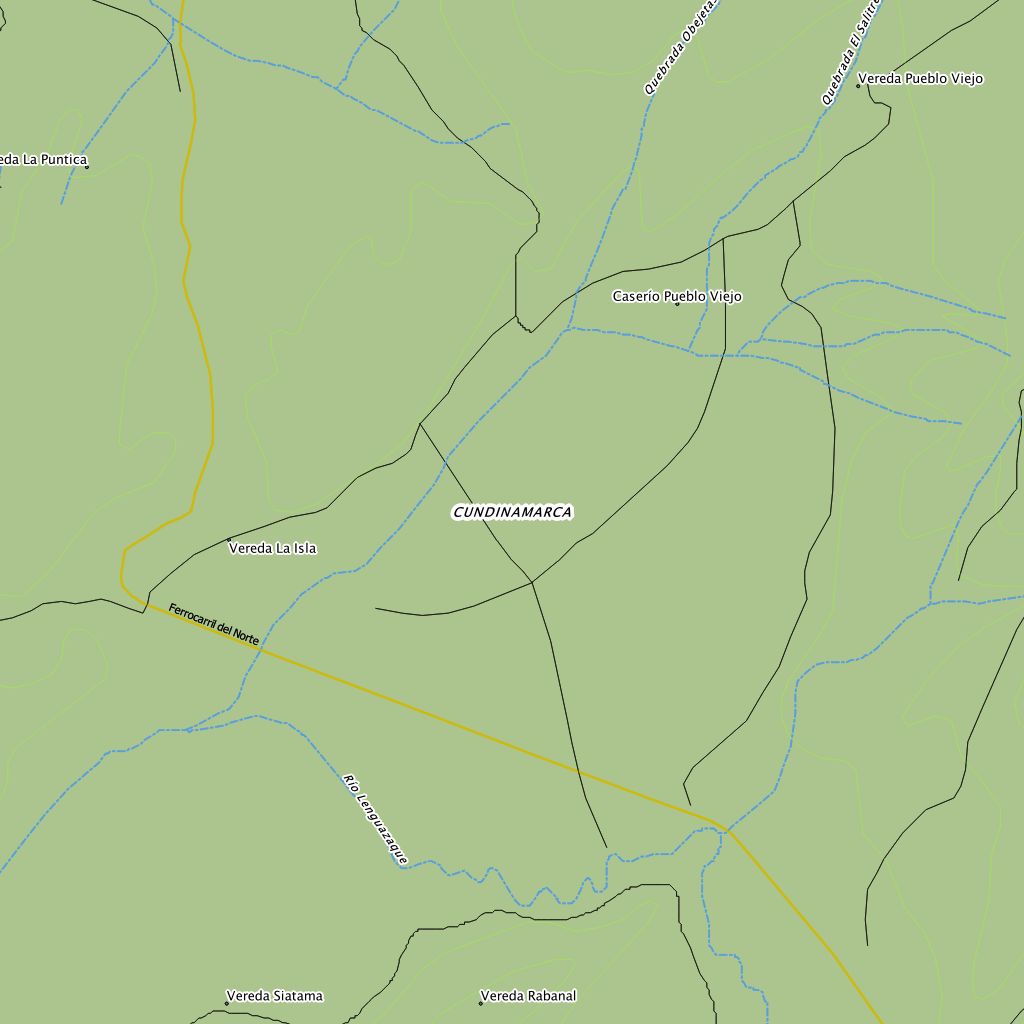 Quebrada Obejetas
Quebrada El Salitre
Vereda Pueblo Viejo
eda La Puntica
Caserío Pueblo Viejo
CUNDINAMARCA
Vereda La Isla
Ferrocarril del Norte
Río Lenguazaque
Vereda Siatama
Vereda Rabanal